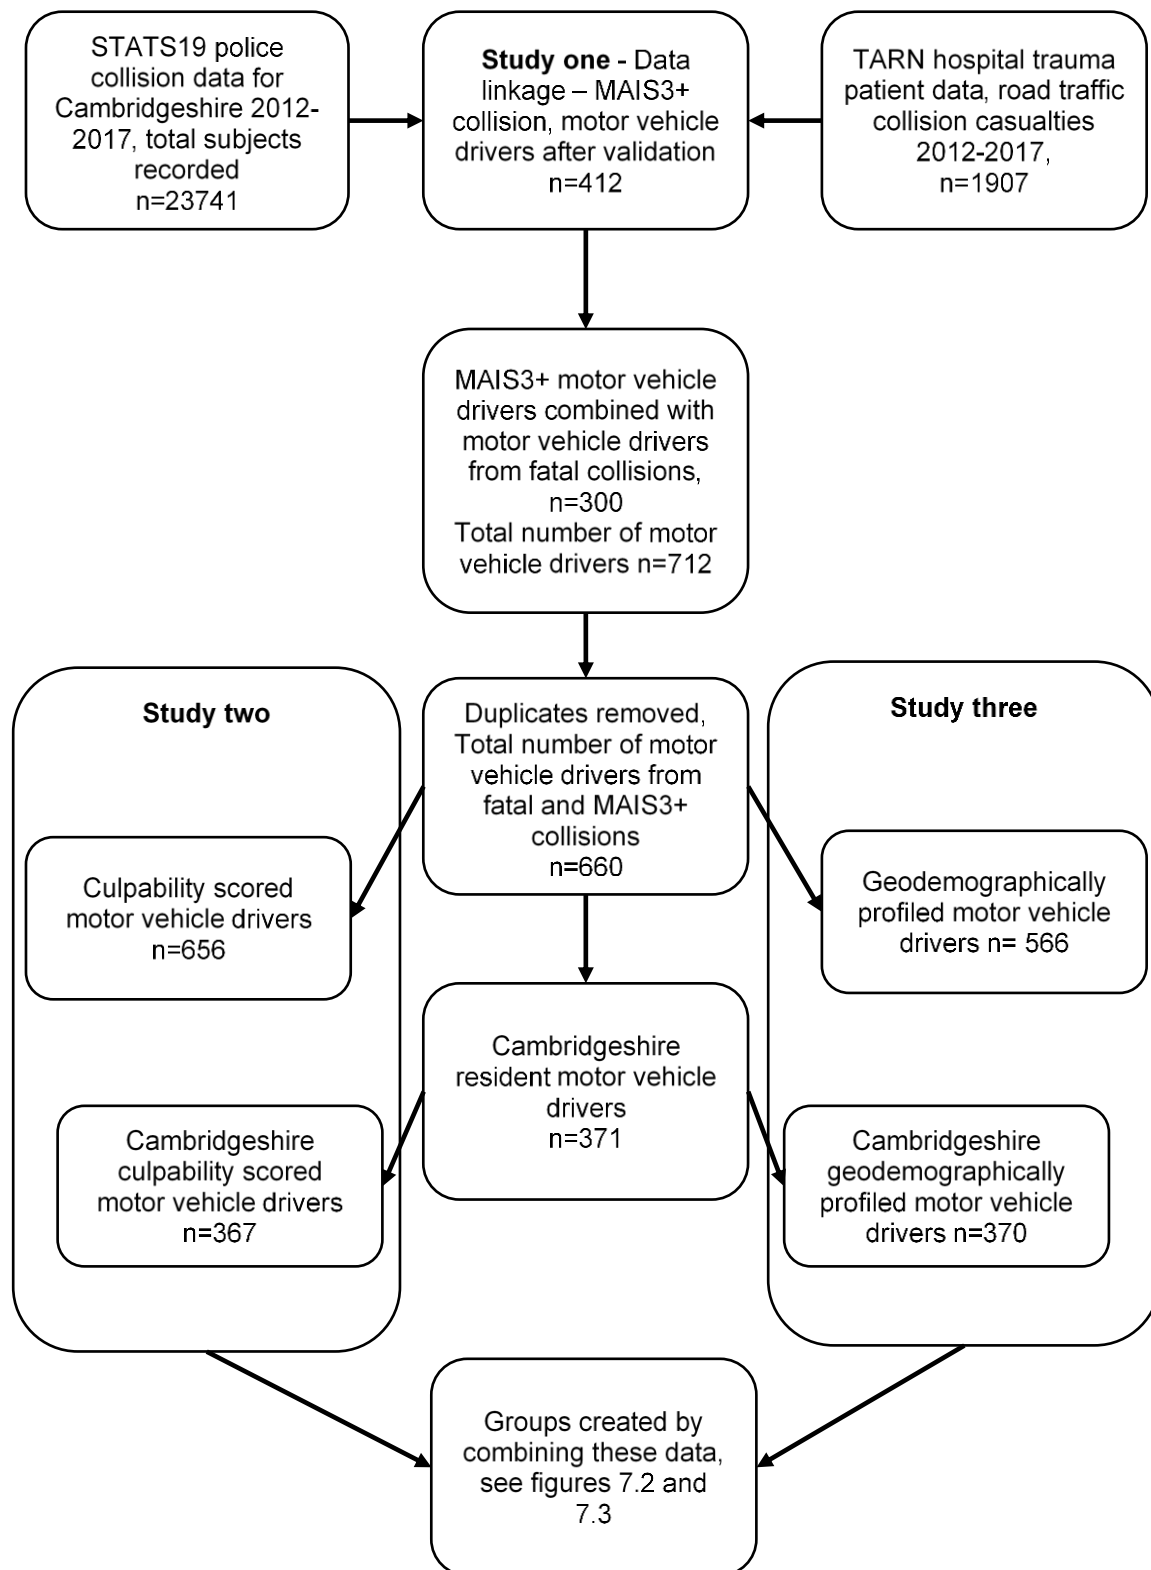 STATS19 police
collision data for
Cambridgeshire 2012-
2017, total subjects
recorded
n=23741
Study one - Data
linkage – MAIS3+
collision, motor vehicle
drivers after validation
n=412
TARN hospital trauma
patient data, road traffic
collision casualties
2012-2017,
n=1907
MAIS3+ motor vehicle
drivers combined with
motor vehicle drivers
from fatal collisions,
n=300
Total number of motor
vehicle drivers n=712
Study two
Duplicates removed,
Total number of motor
vehicle drivers from
fatal and MAIS3+
collisions
n=660
Study three
Culpability scored
motor vehicle drivers
n=656
Geodemographically
profiled motor vehicle
drivers n= 566
Cambridgeshire
resident motor vehicle
drivers
n=371
Cambridgeshire
culpability scored
motor vehicle drivers
n=367
Cambridgeshire
geodemographically
profiled motor vehicle
drivers n=370
Groups created by
combining these data,
see figures 7.2 and
7.3